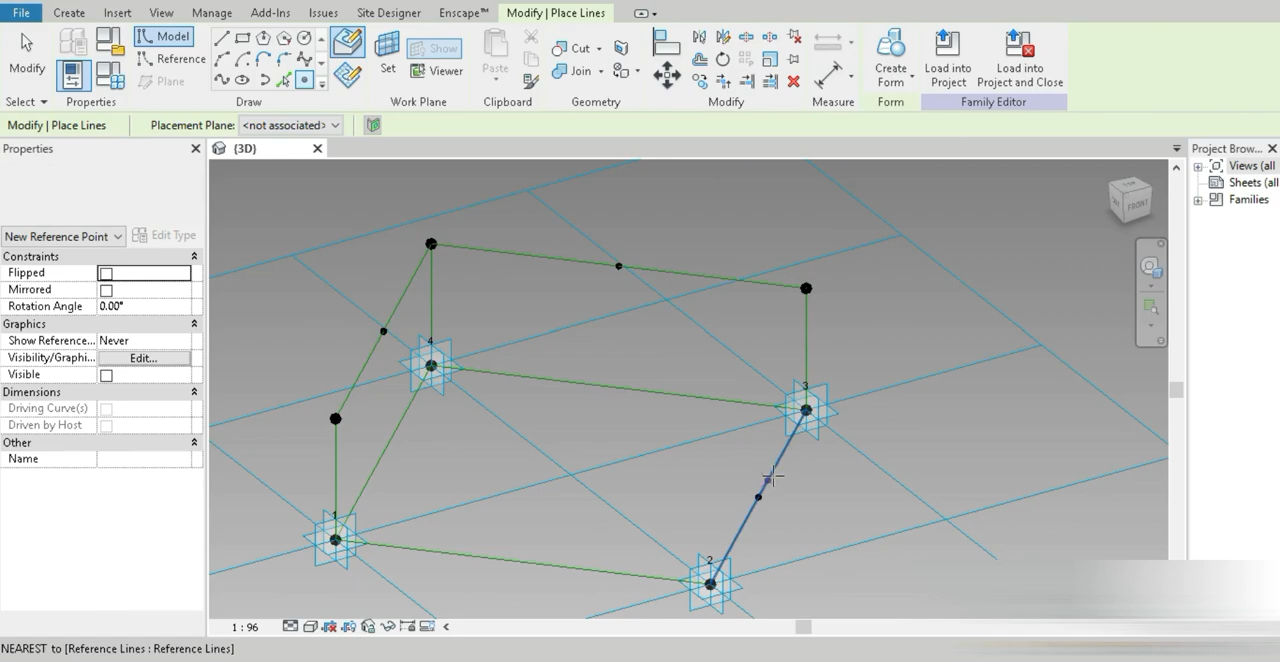 File Create Insert View Manage Add-Ins Issues Site Designer Enscape™ Modify | Place Lines
Modify
Model
Reference
Plane
Set
Show
Viewer
Paste
Cut
Join
Create
Form
Load into
Project
Load into
Project and Close
Select Properties Draw Work Plane Clipboard Geometry Modify Measure Form Family Editor
Modify | Place Lines Placement Plane: <not associated>
Properties {3D} Project Brow...
Views (all
Sheets (all
Families
TOP
FRONT
New Reference Point Edit Type
Constraints
Flipped
Mirrored
Rotation Angle 0.00°
Graphics
Show Reference... Never
Visibility/Graphi... Edit...
Visible
Dimensions
Driving Curve(s)
Driven by Host
Other
Name
4
3
1
2
1 : 96
NEAREST to [Reference Lines : Reference Lines]